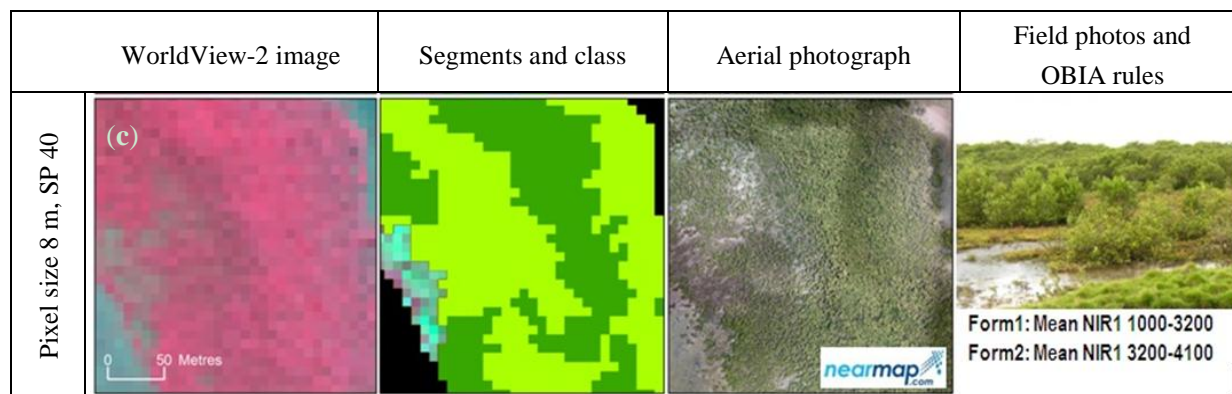 WorldView-2 image
Segments and class
Aerial photograph
Field photos and
OBIA rules
Pixel size 8 m, SP 40
(c)
0 50 Metres
nearmap
.com
Form1: Mean NIR1 1000-3200
Form2: Mean NIR1 3200-4100